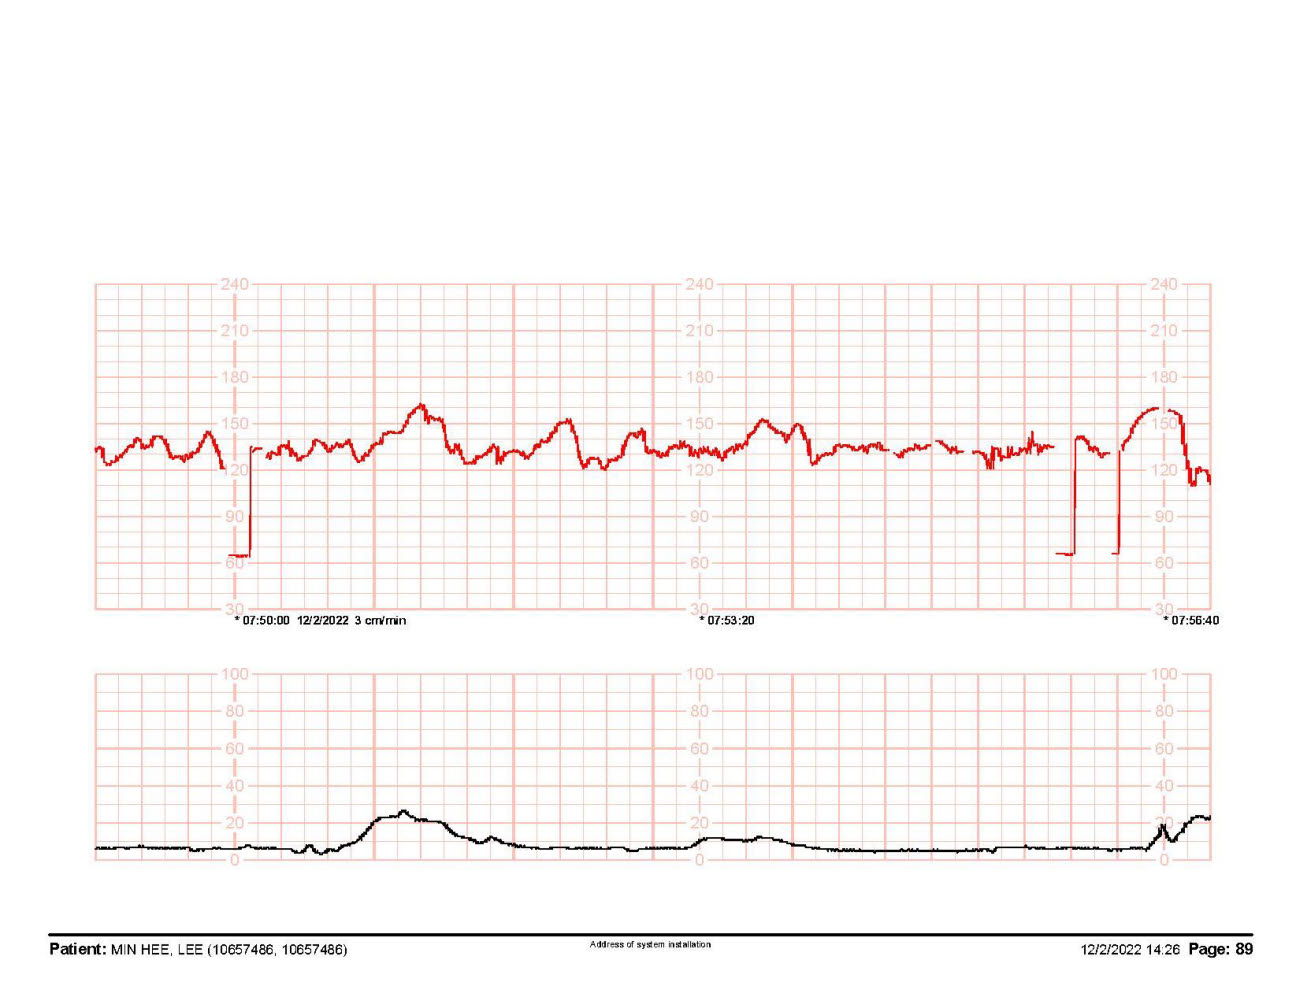 240 240 240
210 210 210
180 180 180
150 150 150
120 120 120
90 90 90
60 60 60
30 30 30
* 07:50:00 12/2/2022 3 cm/min * 07:53:20 * 07:56:40
100 100 100
80 80 80
60 60 60
40 40 40
20 20 20
0 0 0
Patient: MIN HEE, LEE (10657486, 10657486) Address of system installation 12/2/2022 14:26 Page: 89